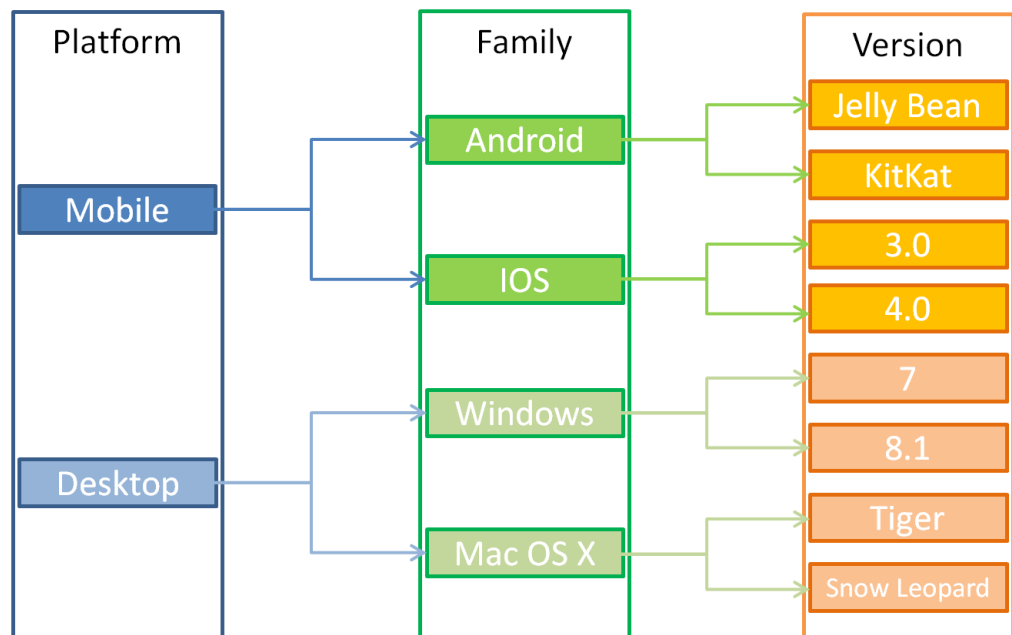 Platform
Family
Version
Mobile
Desktop
Android
IOS
Windows
Mac OS X
Jelly Bean
KitKat
3.0
4.0
7
8.1
Tiger
Snow Leopard